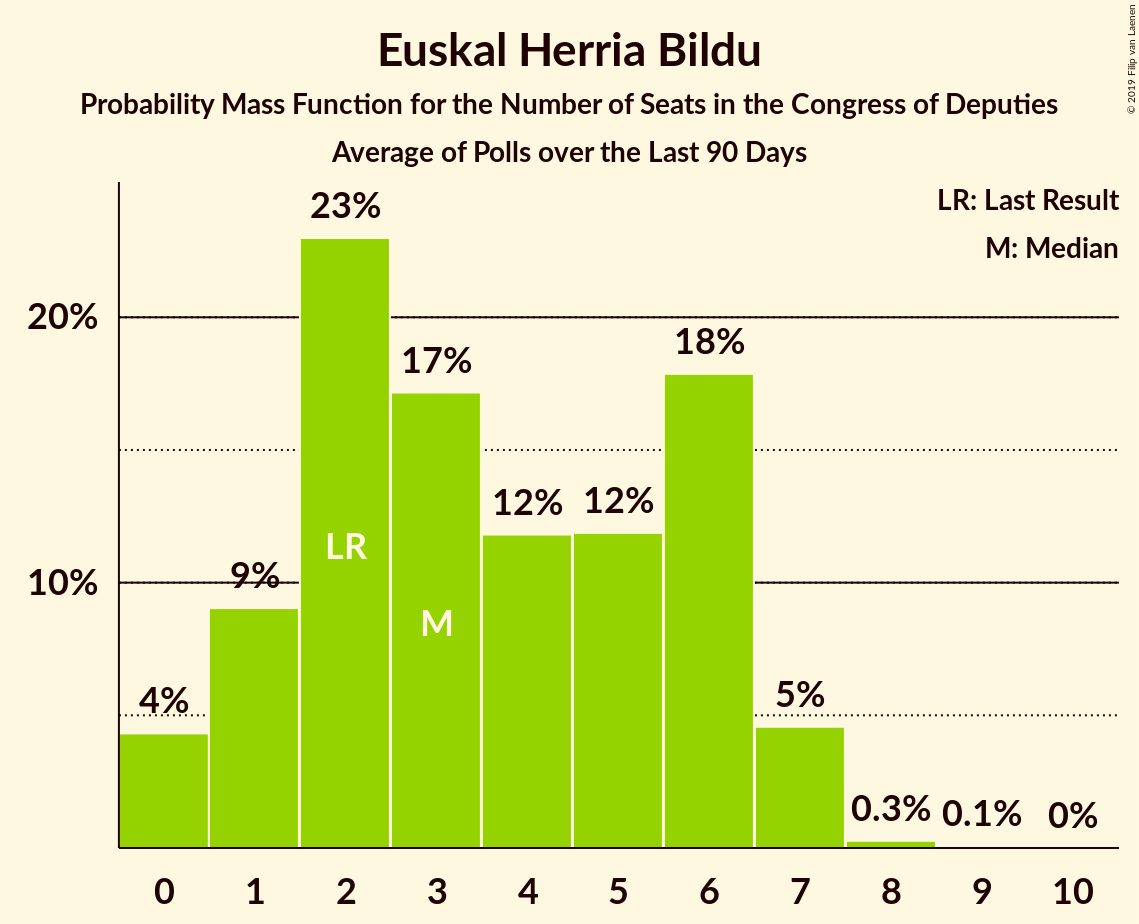 Euskal Herria Bildu
Probability Mass Function for the Number of Seats in the Congress of Deputies
Average of Polls over the Last 90 Days
© 2019 Filip van Laenen
LR: Last Result
M: Median
20%
10%
4%
9%
23%
17%
12%
12%
18%
5%
0.3%
0.1%
0%
LR
M
0 1 2 3 4 5 6 7 8 9 10